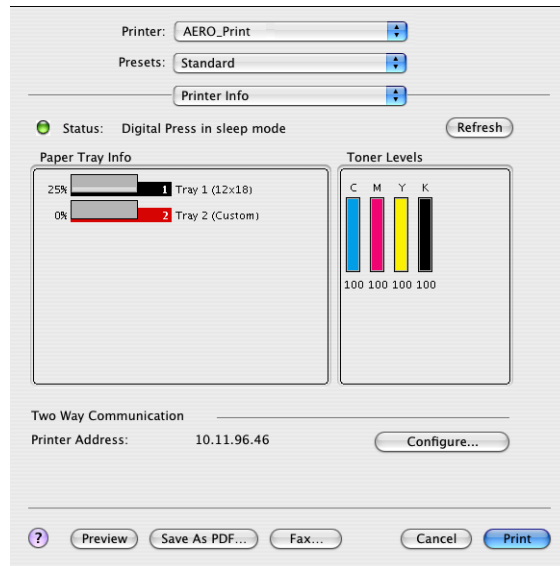 Printer: AERO_Print
Presets: Standard
Printer Info
Status: Digital Press in sleep mode Refresh
Paper Tray Info
25% 1 Tray 1 (12x18)
0% 2 Tray 2 (Custom)
Toner Levels
C M Y K
100 100 100 100
Two Way Communication
Printer Address: 10.11.96.46 Configure...
? Preview Save As PDF... Fax... Cancel Print